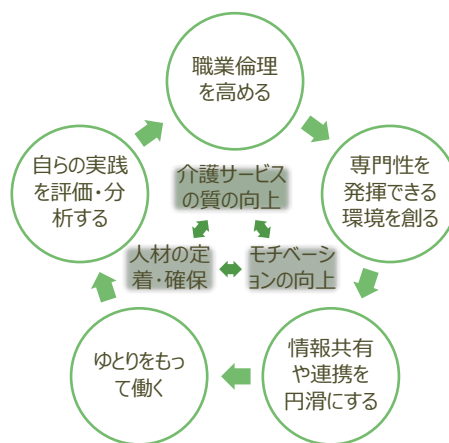 職業倫理
を高める
専門性を
発揮できる
環境を創る
情報共有
や連携を
円滑にする
ゆとりをもっ
て働く
自らの実践
を評価・分
析する
介護サービス
の質の向上
モチベーシ
ョンの向上
人材の定
着・確保